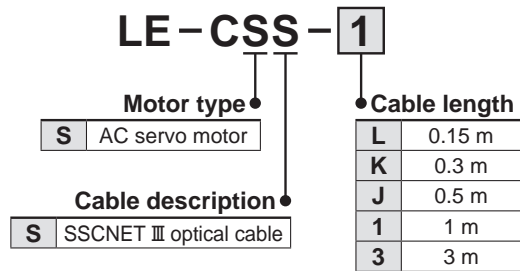 LE – CSS – 1
Motor type
S AC servo motor
Cable description
S SSCNET Ⅲ optical cable
Cable length
L 0.15 m
K 0.3 m
J 0.5 m
1 1 m
3 3 m